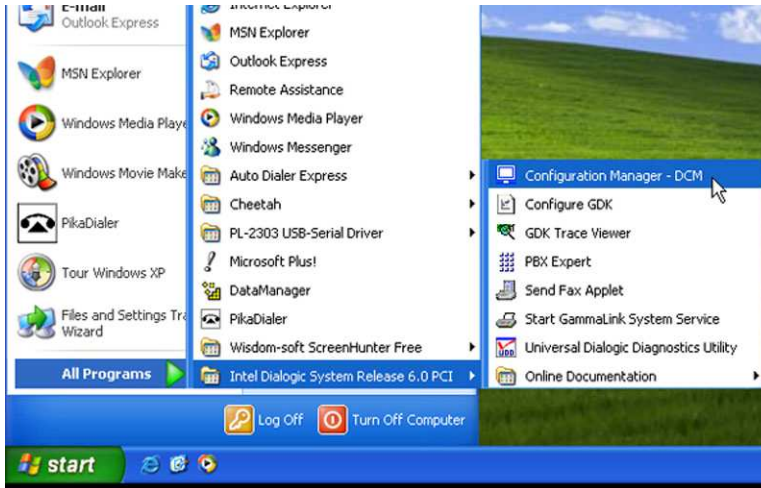 E-mail
Outlook Express
MSN Explorer
Windows Media Playe
Windows Movie Make
PikaDialer
Tour Windows XP
Files and Settings Tra
Wizard
All Programs
Internet Explorer
MSN Explorer
Outlook Express
Remote Assistance
Windows Media Player
Windows Messenger
Auto Dialer Express
Cheetah
PL-2303 USB-Serial Driver
Microsoft Plus!
DataManager
PikaDialer
Wisdom-soft ScreenHunter Free
Intel Dialogic System Release 6.0 PCI
Configuration Manager - DCM
Configure GDK
GDK Trace Viewer
PBX Expert
Send Fax Applet
Start GammaLink System Service
UDD
Universal Dialogic Diagnostics Utility
Online Documentation
Log Off
Turn Off Computer
start